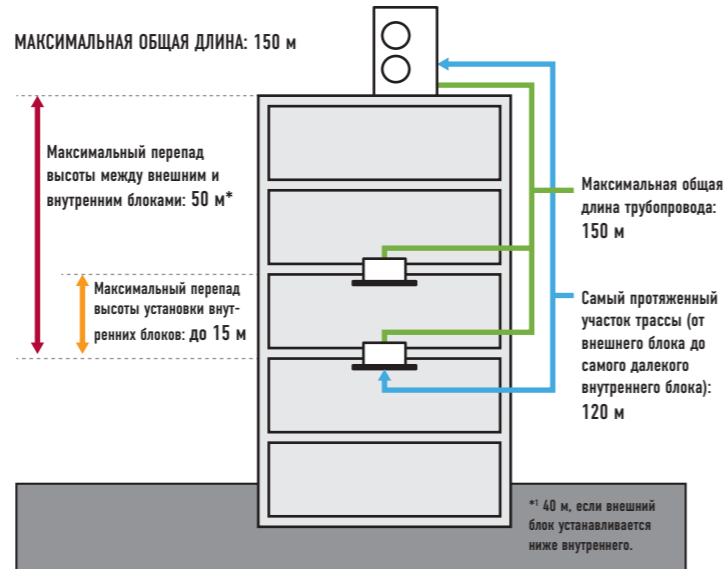 МАКСИМАЛЬНАЯ ОБЩАЯ ДЛИНА: 150 м
Максимальный перепад
высоты между внешним и
внутренним блоками: 50 м*
Максимальный перепад
высоты установки внут-
ренних блоков: до 15 м
Максимальная общая
длина трубопровода:
150 м
Самый протяженный
участок трассы (от
внешнего блока до
самого далекого
внутреннего блока):
120 м
*¹ 40 м, если внешний
блок устанавливается
ниже внутреннего.